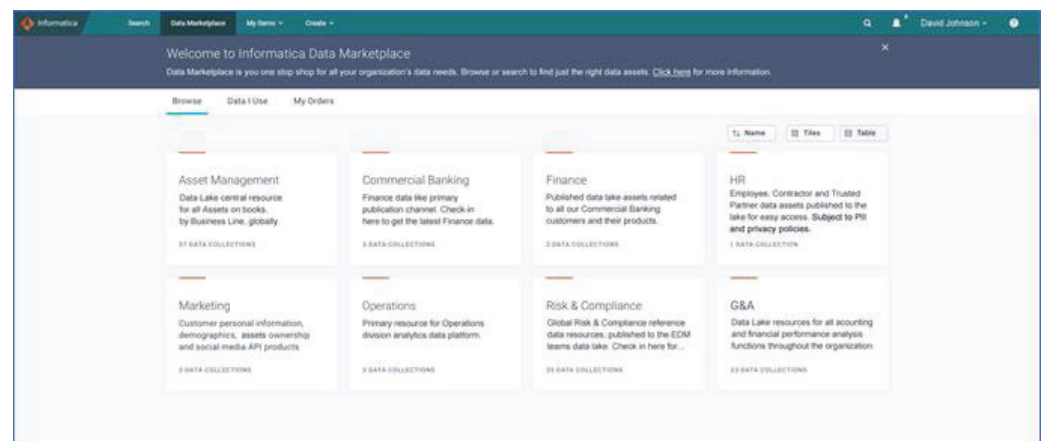 Informatica
Search
Data Marketplace
My Items
Create
David Johnson
Welcome to Informatica Data Marketplace
Data Marketplace is you one stop shop for all your organization's data needs. Browse or search to find just the right data assets. Click here for more information.
Browse
Data I Use
My Orders
Name
Tiles
Table
Asset Management
Data Lake central resource
for all Assets on books,
by Business Line, globally.
57 DATA COLLECTIONS
Commercial Banking
Finance data like primary
publication channel. Check-in
here to get the latest Finance data.
DATA COLLECTIONS
Finance
Published data lake assets related
to all our Commercial Banking
customers and their products.
DATA COLLECTIONS
HR
Employee, Contractor and Trusted
Partner data assets published to the
lake for easy access. Subject to PII
and privacy policies.
1 DATA COLLECTION
Marketing
Customer personal information,
demographics, assets ownership
and social media API products
DATA COLLECTIONS
Operations
Primary resource for Operations
division analytics data platform.
DATA COLLECTIONS
Risk & Compliance
Global Risk & Compliance reference
data resources, published to the EDM
teams data lake. Check in here for...
DATA COLLECTIONS
G&A
Data Lake resources for all acounting
and financial performance analysis
functions throughout the organization.
DATA COLLECTIONS